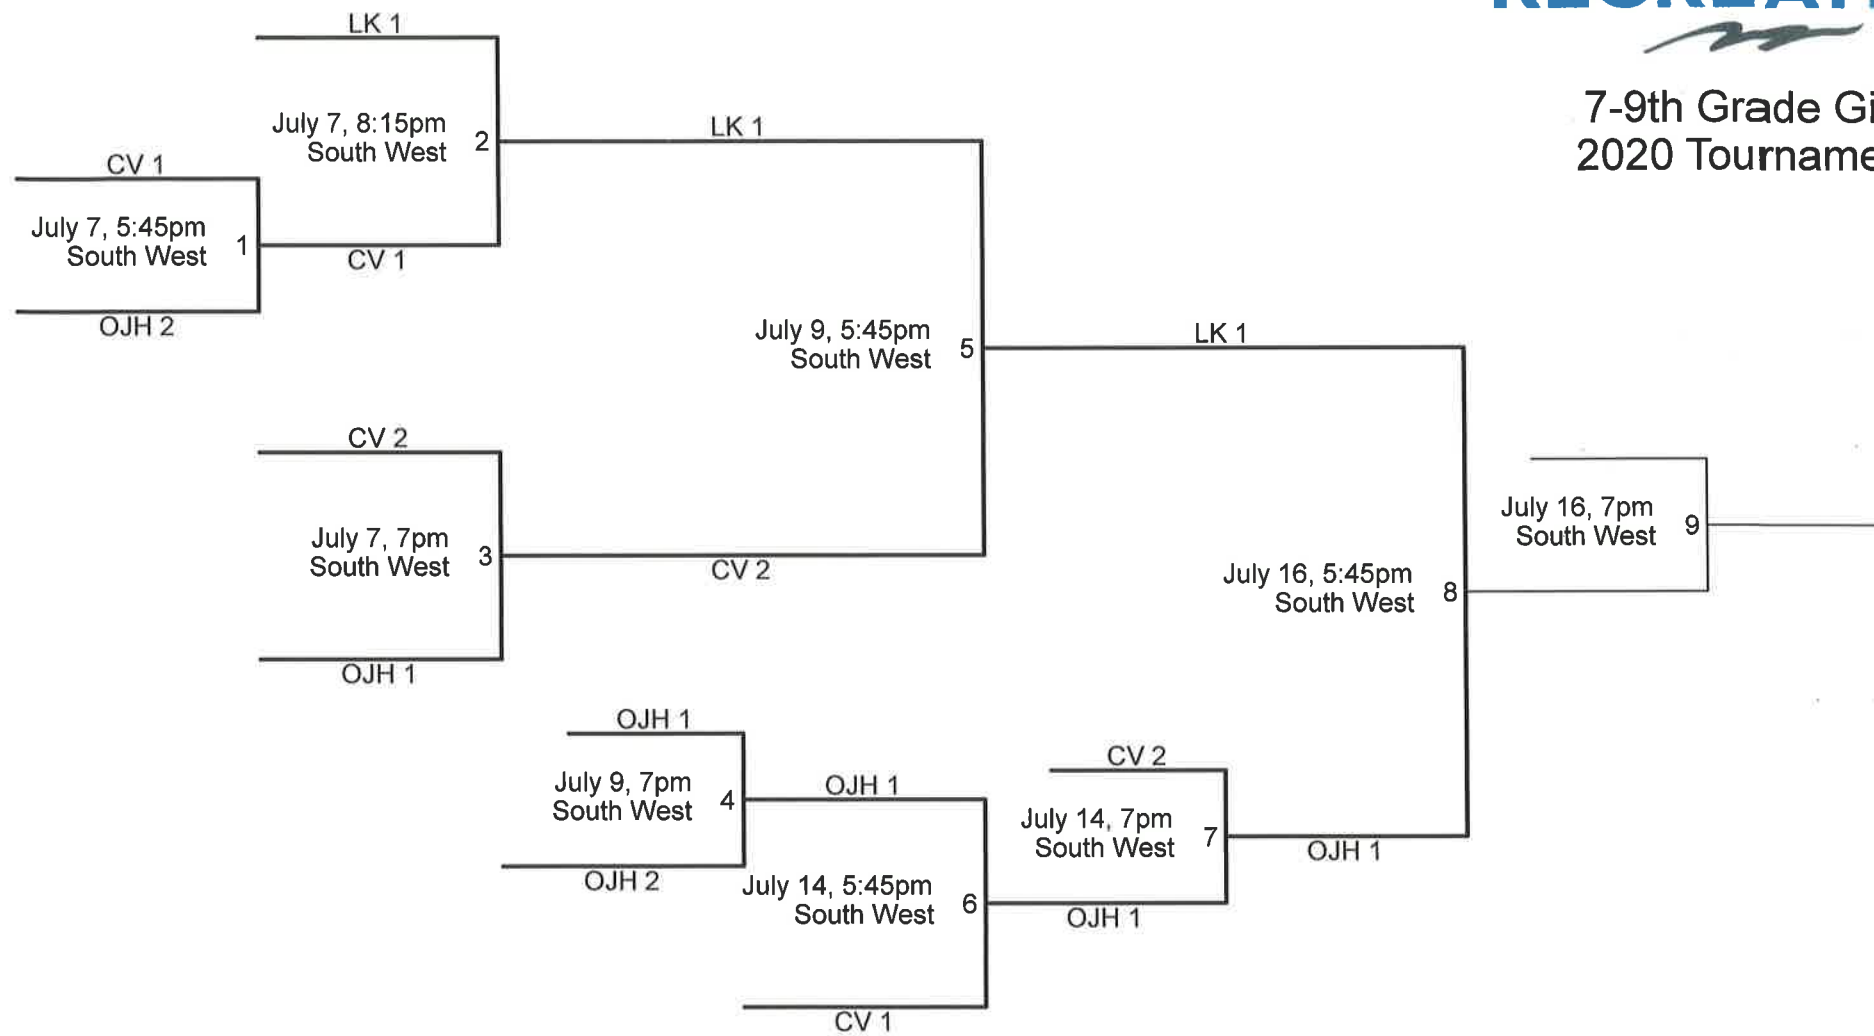 LK 1
7-9th Grade
2020
July 7, 8:15pm
South West
2
LK 1
CV 1
July 7, 5:45pm
South West
1
CV 1
OJH 2
July 9, 5:45pm
South West
5
LK 1
CV 2
July 7, 7pm
South West
3
CV 2
OJH 1
July 16, 7pm
South West
9
July 16, 5:45pm
South West
8
OJH 1
July 9, 7pm
South West
4
OJH 1
OJH 2
CV 2
July 14, 7pm
South West
7
OJH 1
July 14, 5:45pm
South West
6
OJH 1
CV 1